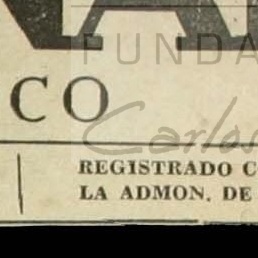 FUNDA
CO
Carlos
REGISTRADO C
LA ADMON. DE